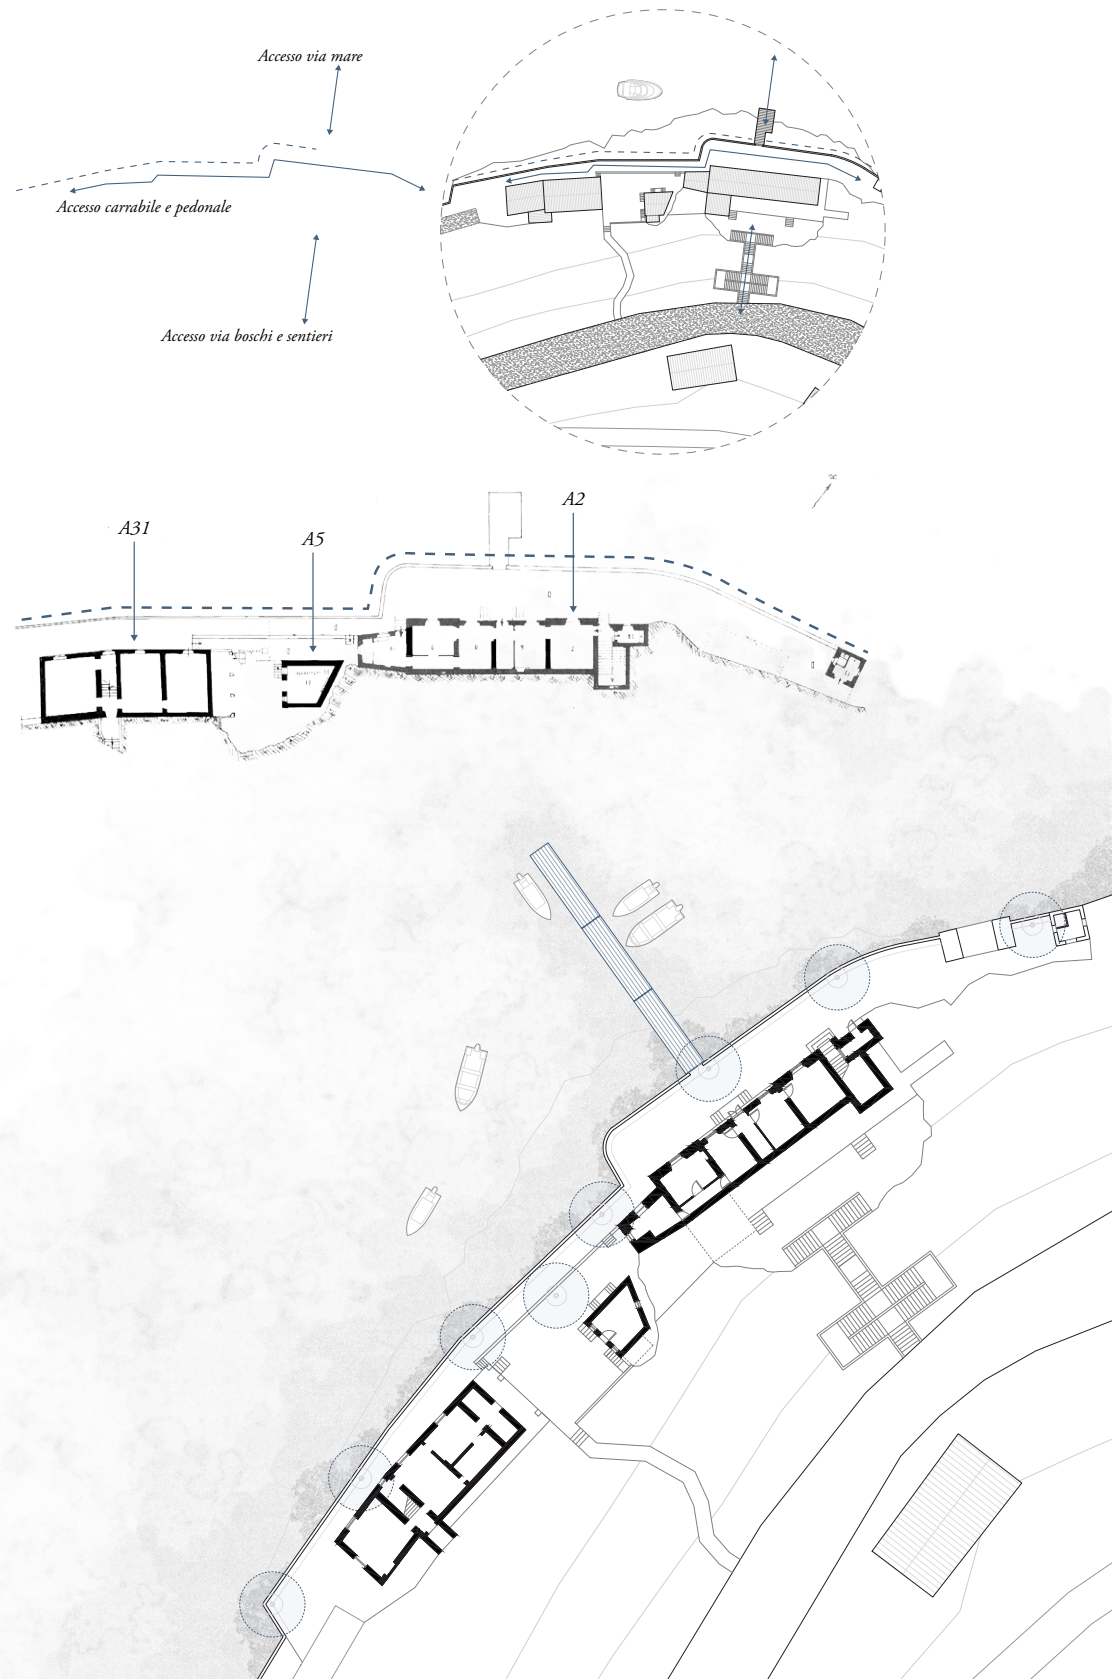 Accesso via mare
Accesso carrabile e pedonale
Accesso via boschi e sentieri
A2
A31
A5